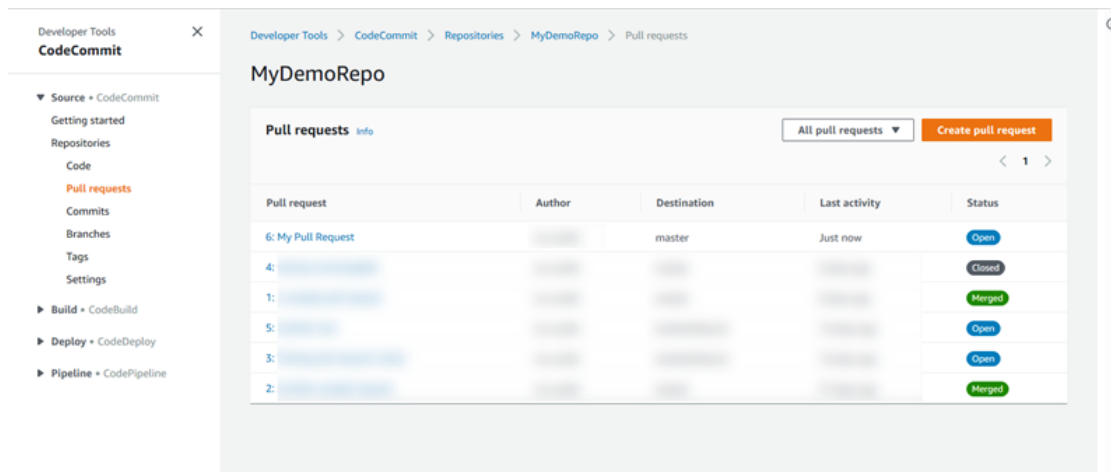 Developer Tools
CodeCommit
Source • CodeCommit
Getting started
Repositories
Code
Pull requests
Commits
Branches
Tags
Settings
Build • CodeBuild
Deploy • CodeDeploy
Pipeline • CodePipeline
Developer Tools > CodeCommit > Repositories > MyDemoRepo > Pull requests
MyDemoRepo
Pull requests Info
All pull requests ▼ Create pull request
< 1 >
Pull request Author Destination Last activity Status
6: My Pull Request master Just now Open
4: Closed
1: Merged
5: Open
3: Open
2: Merged